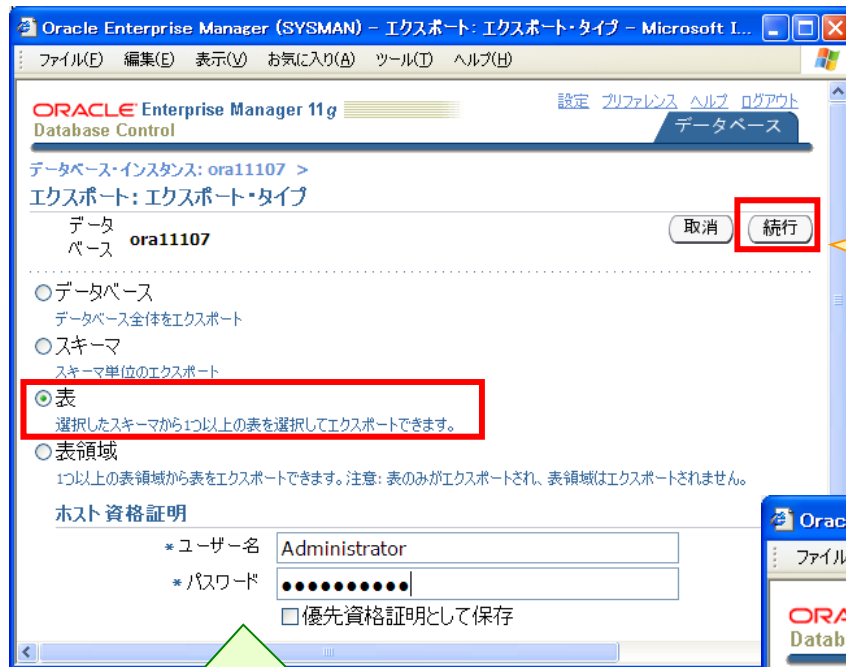 Oracle Enterprise Manager (SYSMAN) - エクスポート: エクスポート・タイプ - Microsoft I...
ファイル(F) 編集(E) 表示(V) お気に入り(A) ツール(T) ヘルプ(H)
設定 プリファレンス ヘルプ ログアウト
ORACLE Enterprise Manager 11g
Database Control
データベース
データベース・インスタンス: ora11107 >
エクスポート: エクスポート・タイプ
データ
ベース
ora11107
取消 続行
データベース
データベース全体をエクスポート
スキーマ
スキーマ単位のエクスポート
表
選択したスキーマから1つ以上の表を選択してエクスポートできます。
表領域
1つ以上の表領域から表をエクスポートできます。注意: 表のみがエクスポートされ、表領域はエクスポートされません。
ホスト資格証明
* ユーザー名 Administrator
* パスワード ●●●●●●●●●●
優先資格証明として保存
Orac
ファイル
ORA
Datab